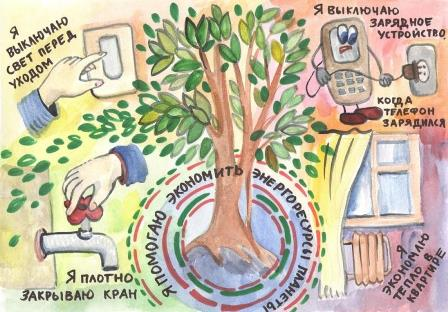 Я ВЫКЛЮЧАЮ
СВЕТ ПЕРЕД
УХОДОМ
Я ВЫКЛЮЧАЮ
ЗАРЯДНОЕ
УСТРОЙСТВО
КОГДА
ТЕЛЕФОН
ЗАРЯДИЛСЯ
Я ПОМОГАЮ ЭКОНОМИТЬ ЭНЕРГОРЕСУРСЫ ПЛАНЕТЫ
Я ПЛОТНО
ЗАКРЫВАЮ КРАН
Я
ЭКОНОМЛЮ
ТЕПЛО В
КВАРТИРЕ